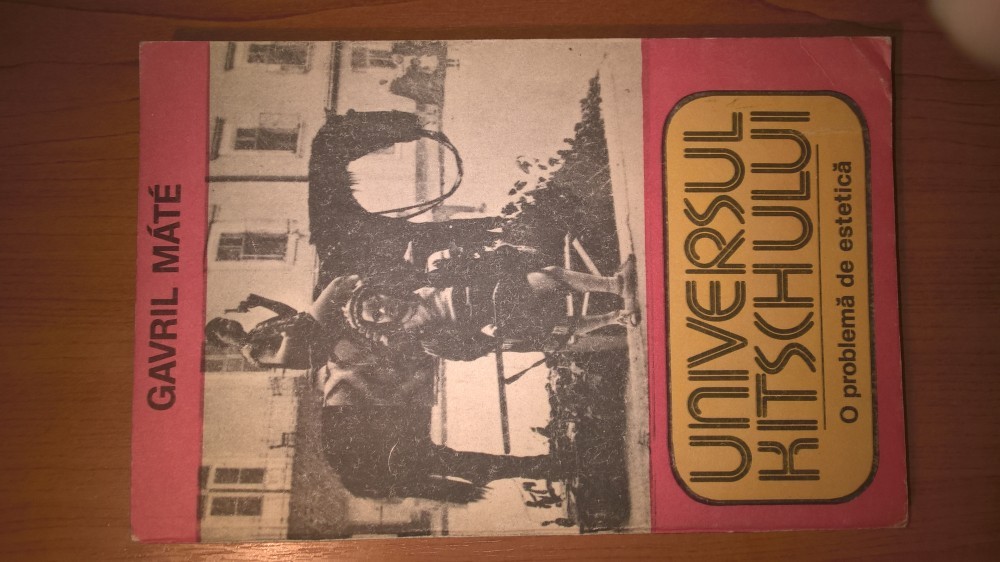 GAVRIL MÁTÉ
UNIVERSUL
KITSCHULUI
O problemă de estetică